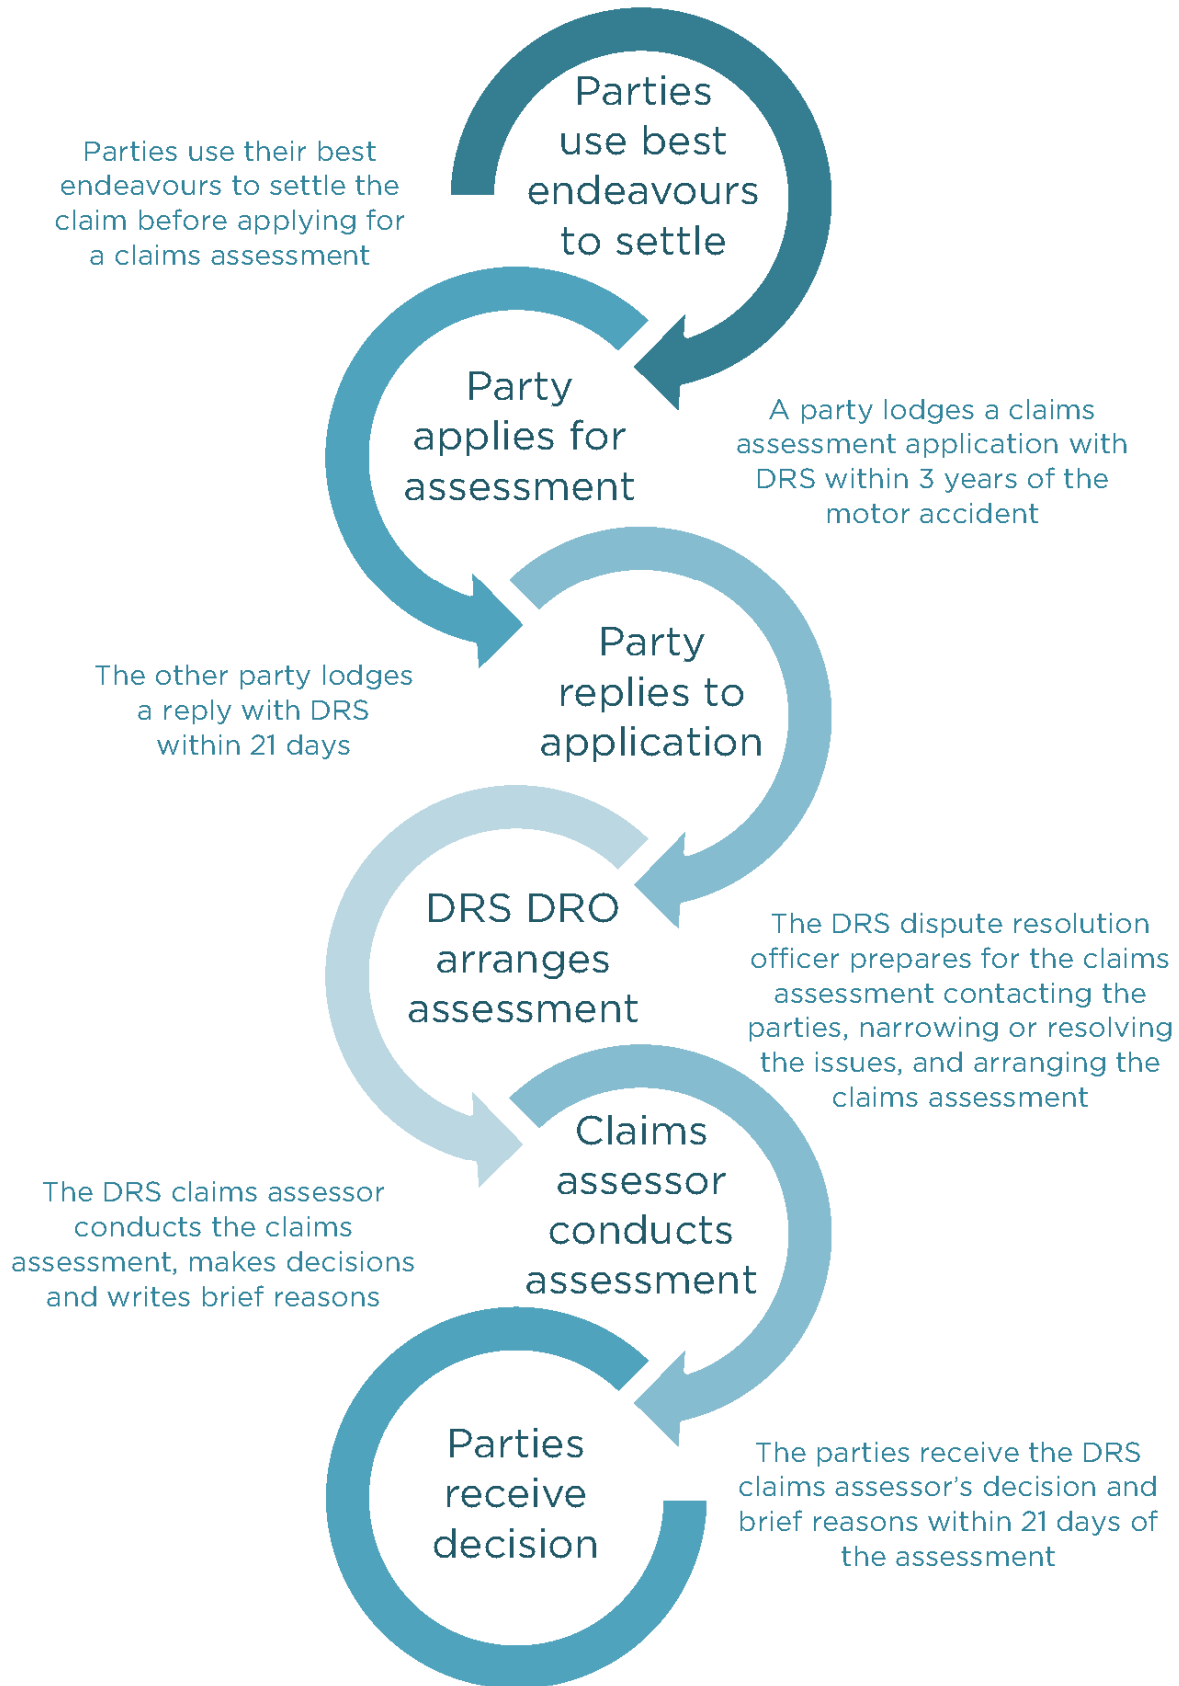 Parties
use best
endeavours
to settle
Parties use their best
endeavours to settle the
claim before applying for
a claims assessment
Party
applies for
assessment
A party lodges a claims
assessment application with
DRS within 3 years of the
motor accident
Party
replies to
application
The other party lodges
a reply with DRS
within 21 days
DRS DRO
arranges
assessment
The DRS dispute resolution
officer prepares for the claims
assessment contacting the
parties, narrowing or resolving
the issues, and arranging the
claims assessment
Claims
assessor
conducts
assessment
The DRS claims assessor
conducts the claims
assessment, makes decisions
and writes brief reasons
Parties
receive
decision
The parties receive the DRS
claims assessor's decision and
brief reasons within 21 days of
the assessment